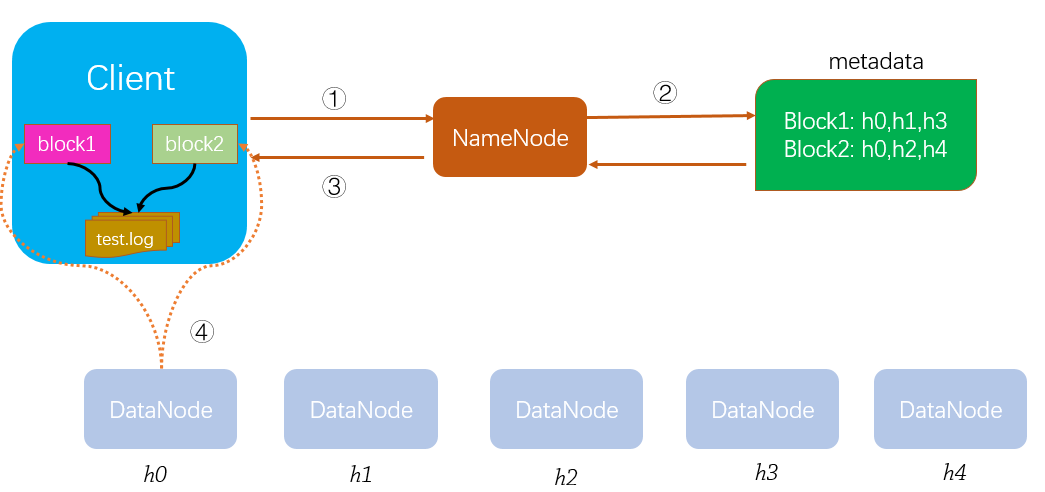 Client
block1
block2
test.log
①
NameNode
②
③
metadata
Block1: h0,h1,h3
Block2: h0,h2,h4
④
DataNode
DataNode
DataNode
DataNode
DataNode
h0
h1
h2
h3
h4